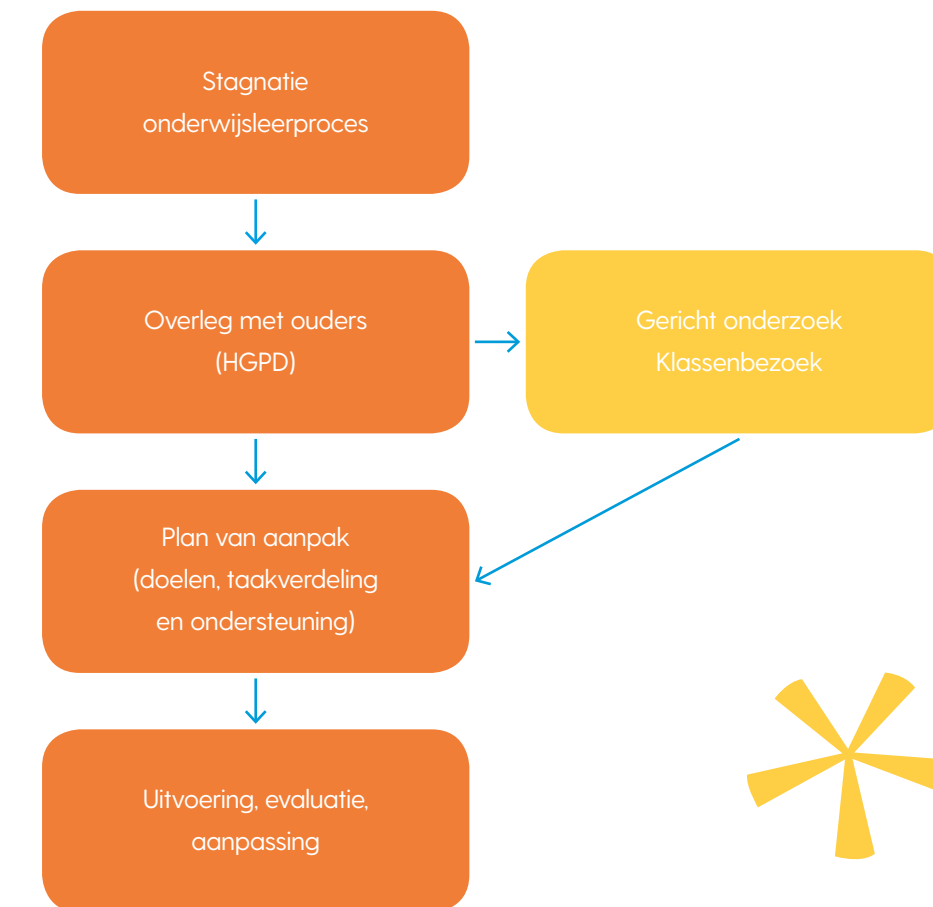 Stagnatie
onderwijsleerproces
Overleg met ouders
(HGPD)
Gericht onderzoek
Klassenbezoek
Plan van aanpak
(doelen, taakverdeling
en ondersteuning)
Uitvoering, evaluatie,
aanpassing